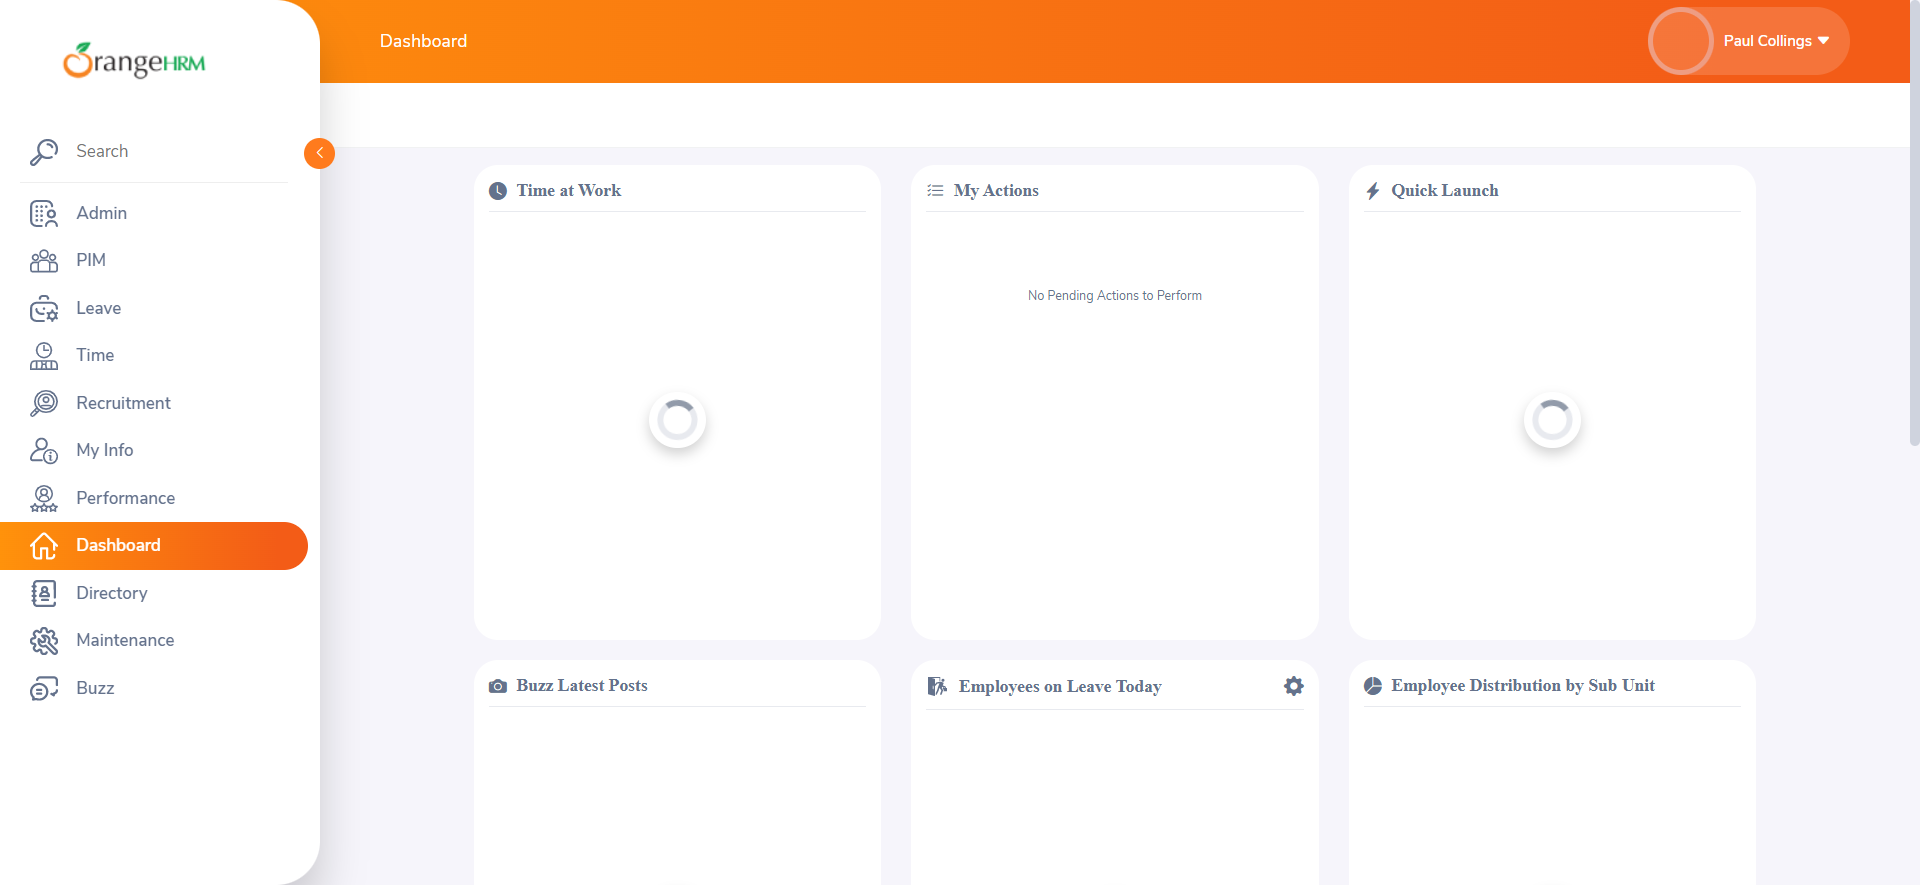 OrangeHRM
Dashboard
Paul Collings
Search
Admin
PIM
Leave
Time
Recruitment
My Info
Performance
Dashboard
Directory
Maintenance
Buzz
Time at Work
My Actions
No Pending Actions to Perform
Quick Launch
Buzz Latest Posts
Employees on Leave Today
Employee Distribution by Sub Unit